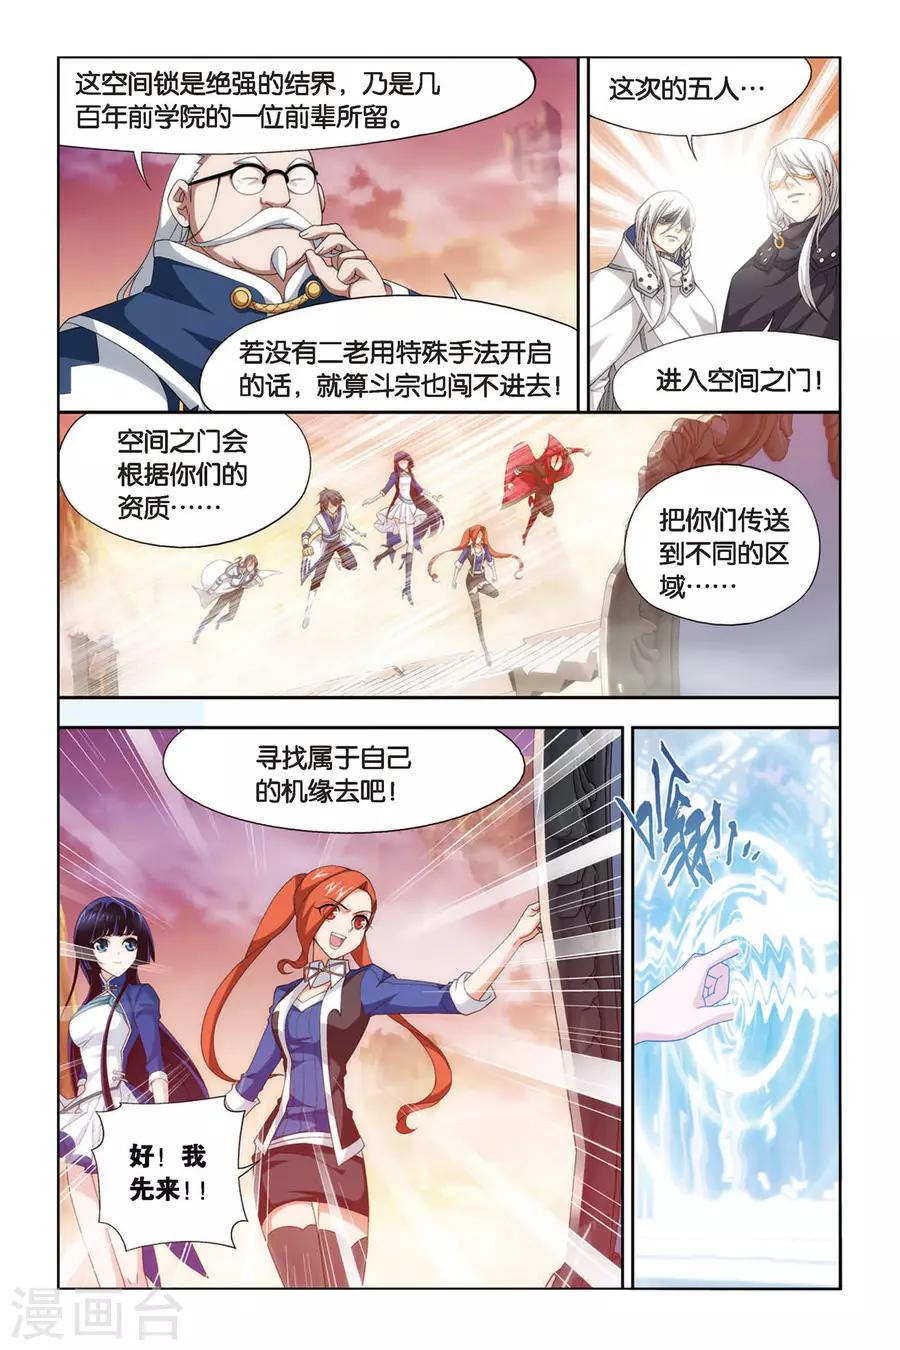 这空间锁是绝强的结界，乃是几
百年前学院的一位前辈所留。
若没有二老用特殊手法开启
的话，就算斗宗也闯不进去！
这次的五人…
进入空间之门！
空间之门会
根据你们的
资质……
把你们传送
到不同的区
域……
寻找属于自己
的机缘去吧！
好！我
先来！！
漫画台